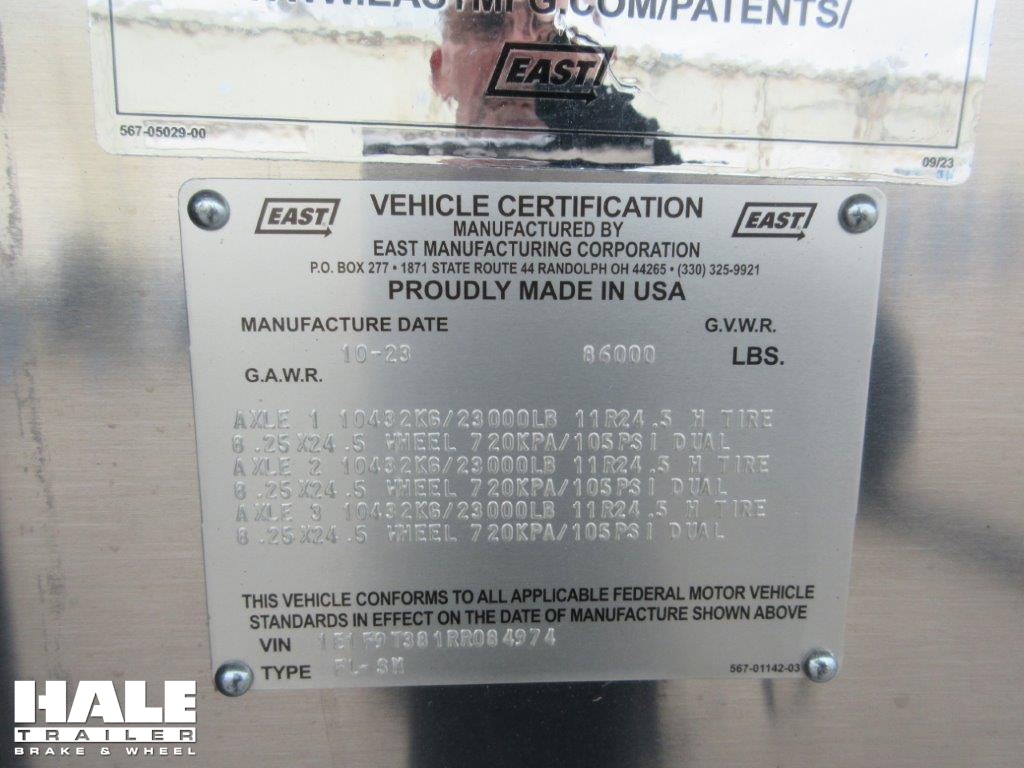 WWW.EASTMFG.COM/PATENTS/
EAST
567-05029-00
09/23
EAST
VEHICLE CERTIFICATION
EAST
MANUFACTURED BY
EAST MANUFACTURING CORPORATION
P.O. BOX 277 • 1871 STATE ROUTE 44 RANDOLPH OH 44265 • (330) 325-9921
PROUDLY MADE IN USA
MANUFACTURE DATE G.V.W.R.
10-23 86000 LBS.
G.A.W.R.
AXLE 1 10432KG/23000LB 11R24.5 H TIRE
8.25X24.5 WHEEL 720KPA/105PSI DUAL
AXLE 2 10432KG/23000LB 11R24.5 H TIRE
8.25X24.5 WHEEL 720KPA/105PSI DUAL
AXLE 3 10432KG/23000LB 11R24.5 H TIRE
8.25X24.5 WHEEL 720KPA/105PSI DUAL
THIS VEHICLE CONFORMS TO ALL APPLICABLE FEDERAL MOTOR VEHICLE
STANDARDS IN EFFECT ON THE DATE OF MANUFACTURE SHOWN ABOVE
VIN
TYPE 567-01142-03
HALE
TRAILER
BRAKE & WHEEL